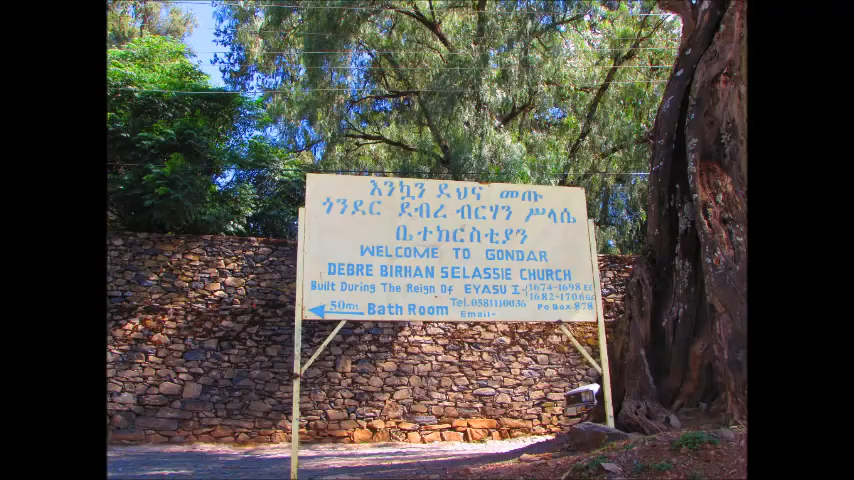 እንኳን ደህና መጡ
ጎንደር ደብረ ብርሃን ሥላሴ
ቤተክርስቲያን
WELCOME TO GONDAR
DEBRE BIRHAN SELASSIE CHURCH
Built During The Reign Of EYASU I- (1674-1698 EC
1682-1706GC
50mt. BATH ROOM Tel.0581110036 Po Box 878
Email-